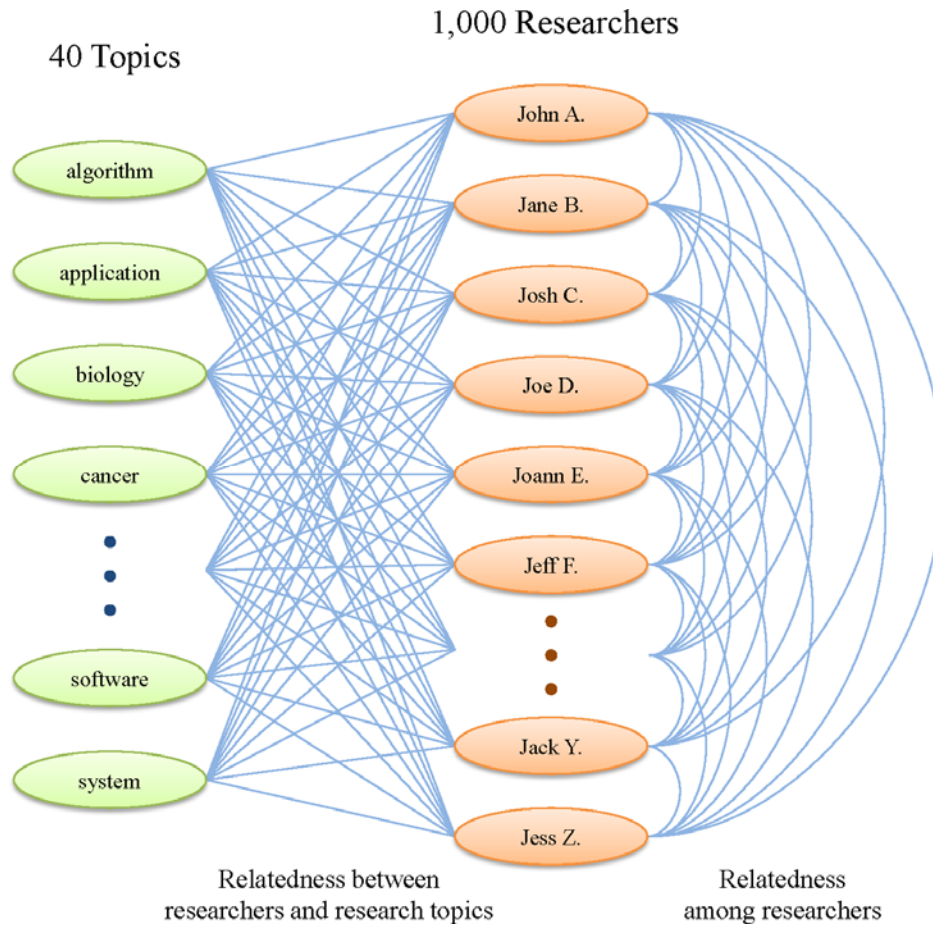 1,000 Researchers
40 Topics
algorithm
application
biology
cancer
software
system
John A.
Jane B.
Josh C.
Joe D.
Joann E.
Jeff F.
Jack Y.
Jess Z.
Relatedness between
researchers and research topics
Relatedness
among researchers